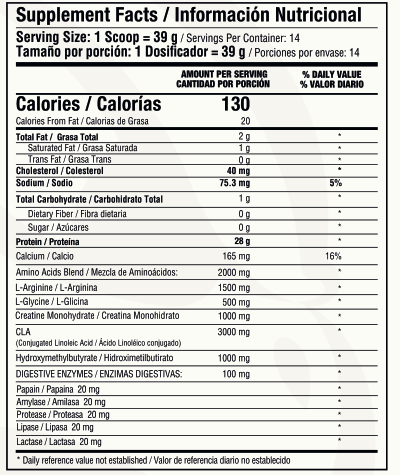 Supplement Facts / Información Nutricional
Serving Size: 1 Scoop = 39 g / Servings Per Container: 14
Tamaño por porción: 1 Dosificador = 39 g / Porciones por envase: 14
AMOUNT PER SERVING % DAILY VALUE
CANTIDAD POR PORCIÓN % VALOR DIARIO
Calories / Calorías 130
Calories From Fat / Calorias de Grasa 20
Total Fat / Grasa Total 2 g *
Saturated Fat / Grasa Saturada 1 g *
Trans Fat / Grasa Trans 0 g *
Cholesterol / Colesterol 40 mg *
Sodium / Sodio 75.3 mg 5%
Total Carbohydrate / Carbohidrato Total 1 g *
Dietary Fiber / Fibra dietaria 0 g *
Sugar / Azúcares 0 g *
Protein / Proteína 28 g *
Calcium / Calcio 165 mg 16%
Amino Acids Blend / Mezcla de Aminoácidos: 2000 mg *
L-Arginine / L-Arginina 1500 mg *
L-Glycine / L-Glicina 500 mg *
Creatine Monohydrate / Creatina Monohidrato 1000 mg *
CLA 3000 mg *
(Conjugated Linoleic Acid / Ácido Linoléico conjugado)
Hydroxymethylbutyrate / Hidroximetilbutirato 1000 mg *
DIGESTIVE ENZYMES / ENZIMAS DIGESTIVAS: 100 mg *
Papain / Papaina 20 mg *
Amylase / Amilasa 20 mg *
Protease / Proteasa 20 mg *
Lipase / Lipasa 20 mg *
Lactase / Lactasa 20 mg *
* Daily reference value not established / Valor de referencia diario no establecido